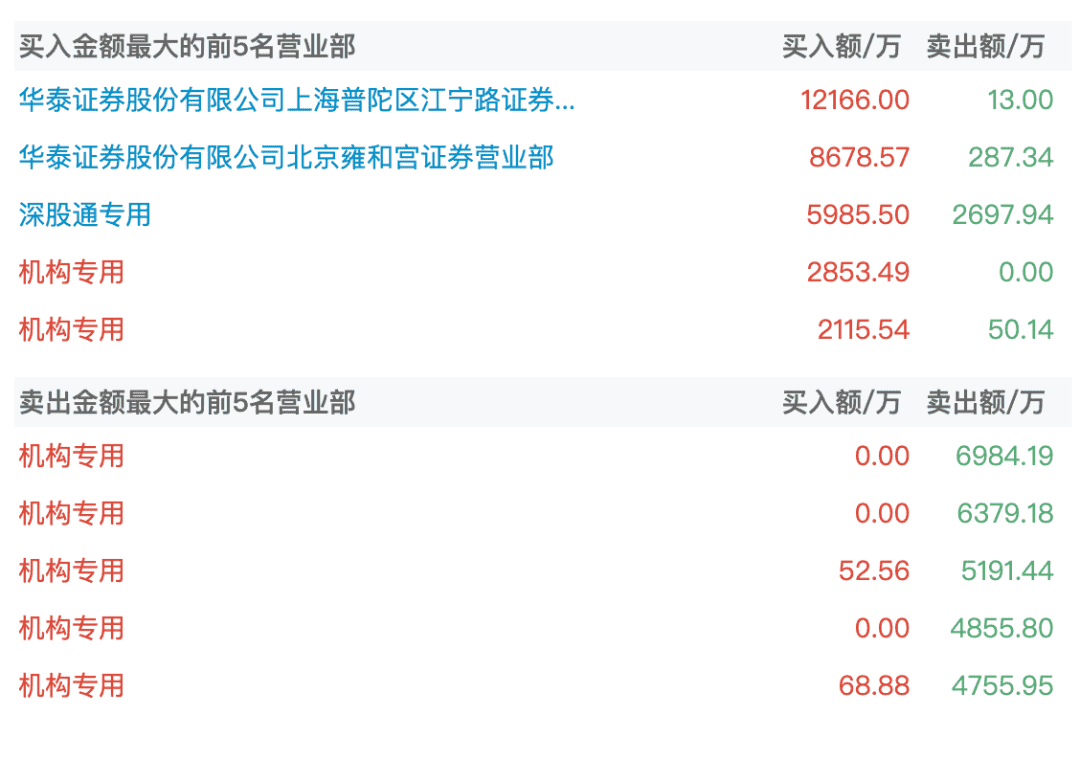 买入金额最大的前5名营业部 买入额/万 卖出额/万
华泰证券股份有限公司上海普陀区江宁路证券... 12166.00 13.00
华泰证券股份有限公司北京雍和宫证券营业部 8678.57 287.34
深股通专用 5985.50 2697.94
机构专用 2853.49 0.00
机构专用 2115.54 50.14
卖出金额最大的前5名营业部 买入额/万 卖出额/万
机构专用 0.00 6984.19
机构专用 0.00 6379.18
机构专用 52.56 5191.44
机构专用 0.00 4855.80
机构专用 68.88 4755.95